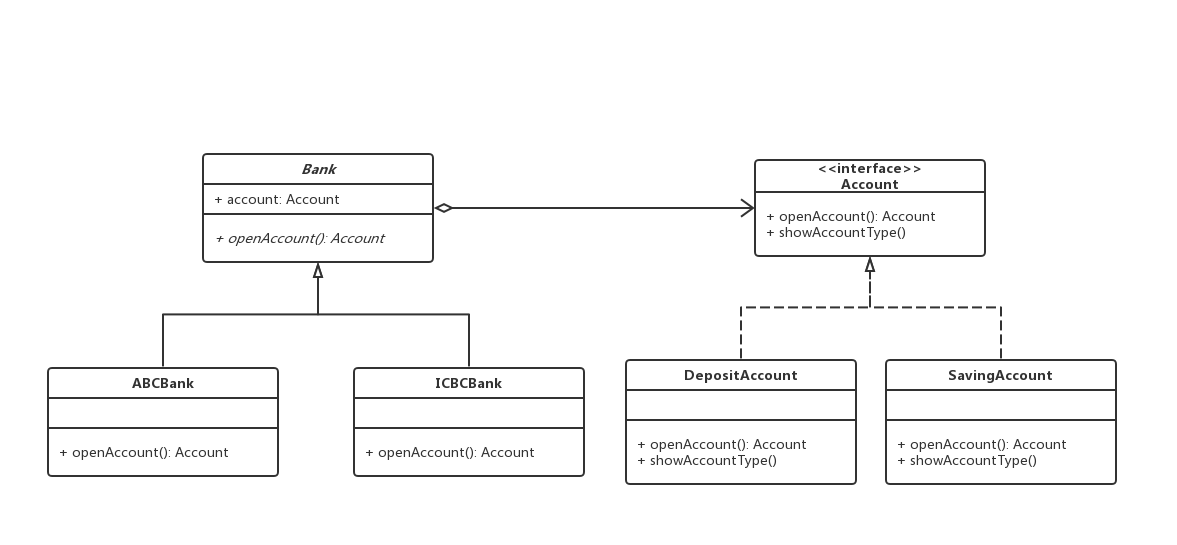 Bank
+ account: Account
+ openAccount(): Account
<<interface>>
Account
+ openAccount(): Account
+ showAccountType()
ABCBank
+ openAccount(): Account
ICBCBank
+ openAccount(): Account
DepositAccount
+ openAccount(): Account
+ showAccountType()
SavingAccount
+ openAccount(): Account
+ showAccountType()